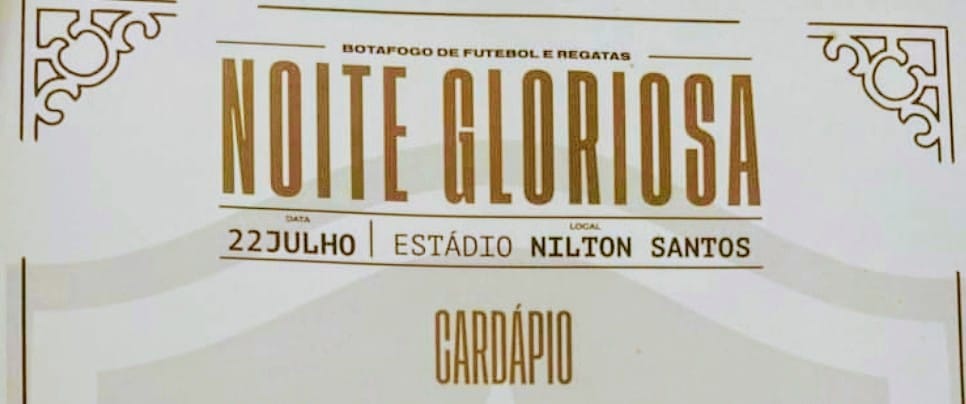 BOTAFOGO DE FUTEBOL E REGATAS
NOITE GLORIOSA
DATA LOCAL
22JULHO ESTÁDIO NILTON SANTOS
CARDÁPIO